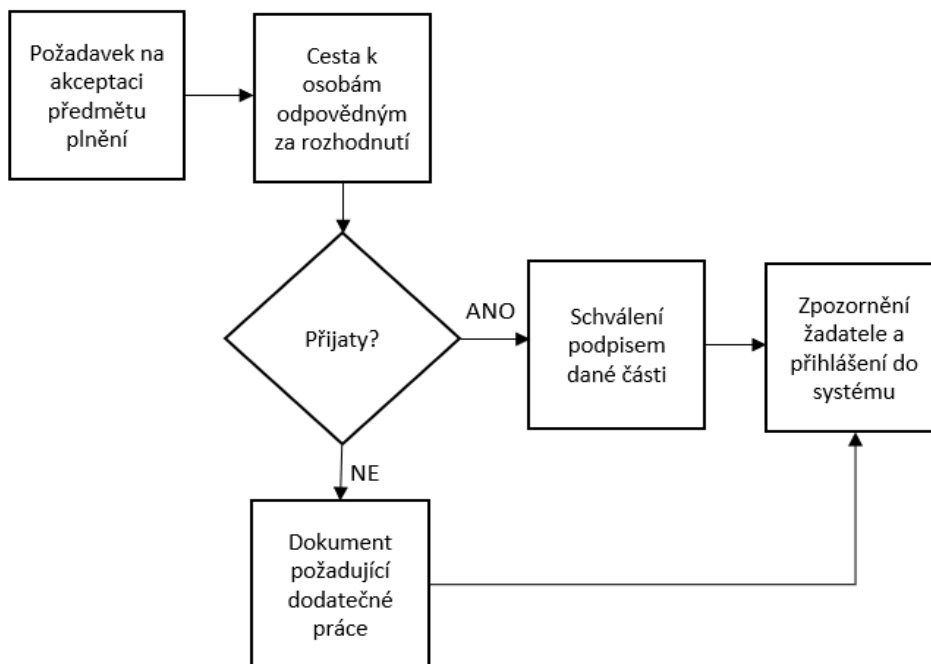 Požadavek na
akceptaci
předmětu
plnění
Cesta k
osobám
odpovědným
za rozhodnutí
Přijaty?
ANO
Schválení
podpisem
dané části
Zpozornění
žadatele a
přihlášení do
systému
NE
Dokument
požadující
dodatečné
práce